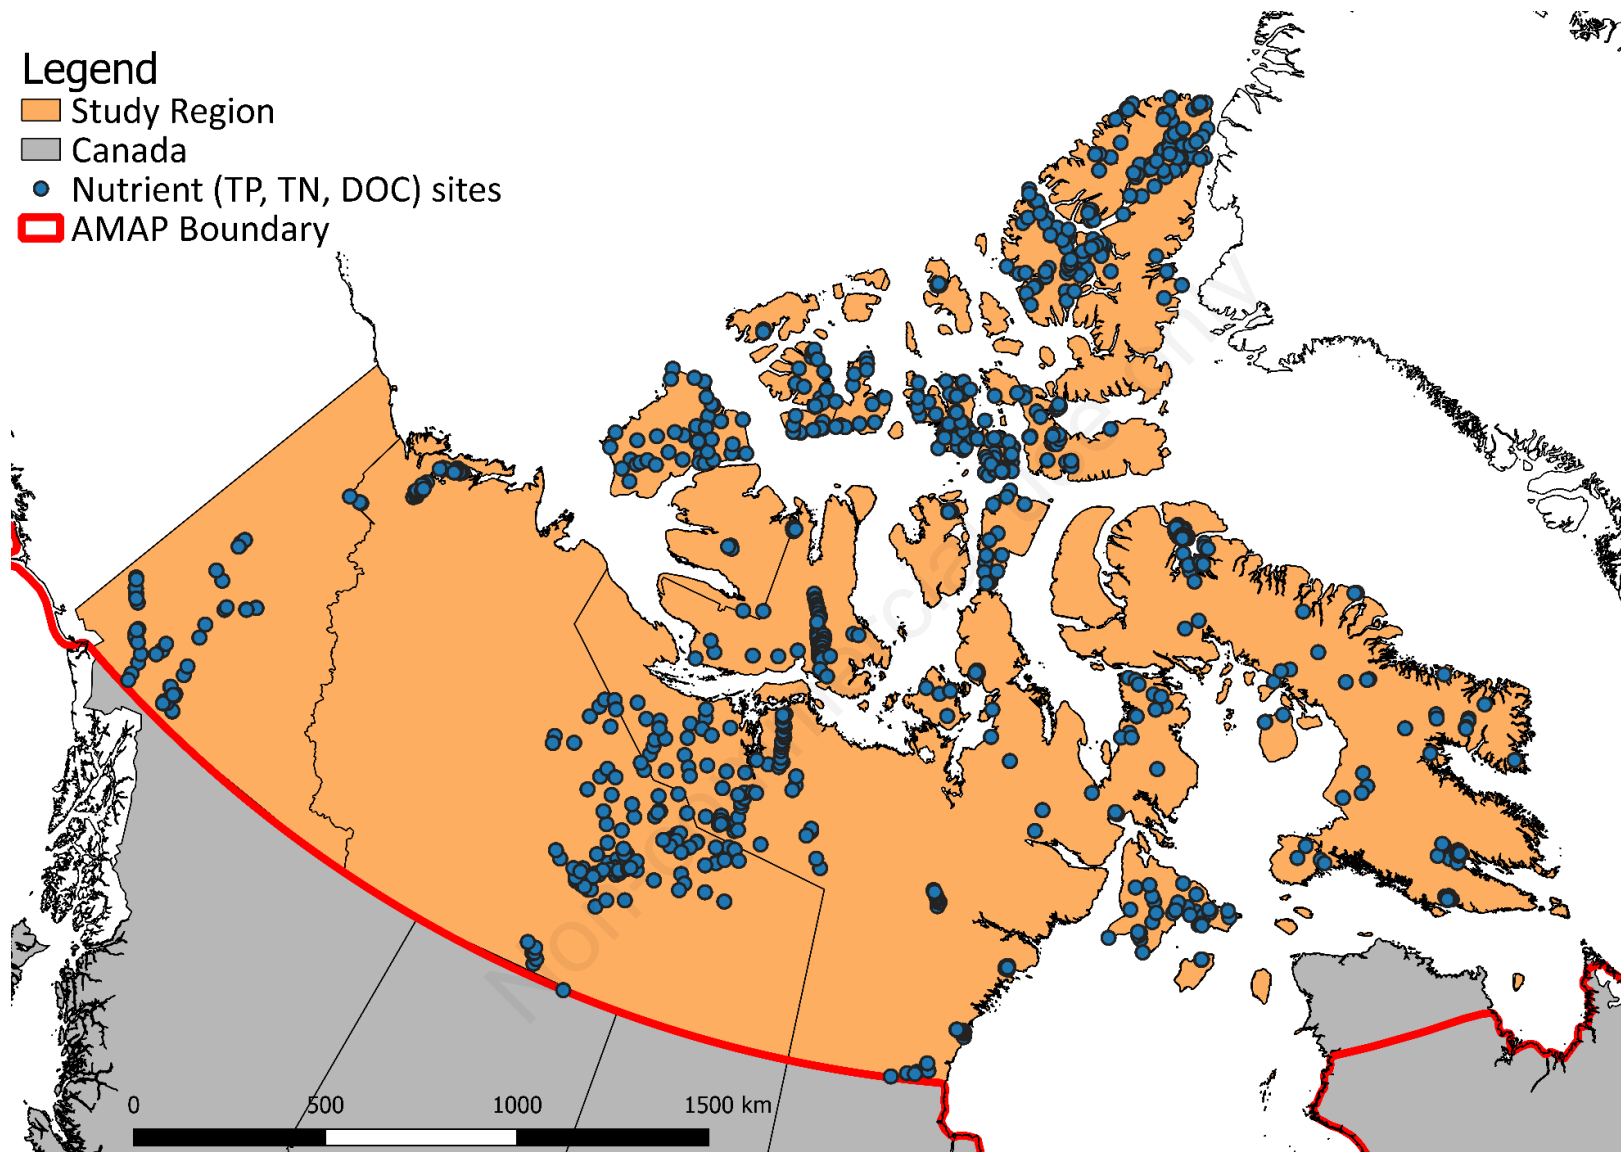 Legend
Study Region
Canada
Nutrient (TP, TN, DOC) sites
AMAP Boundary
0 500 1000 1500 km